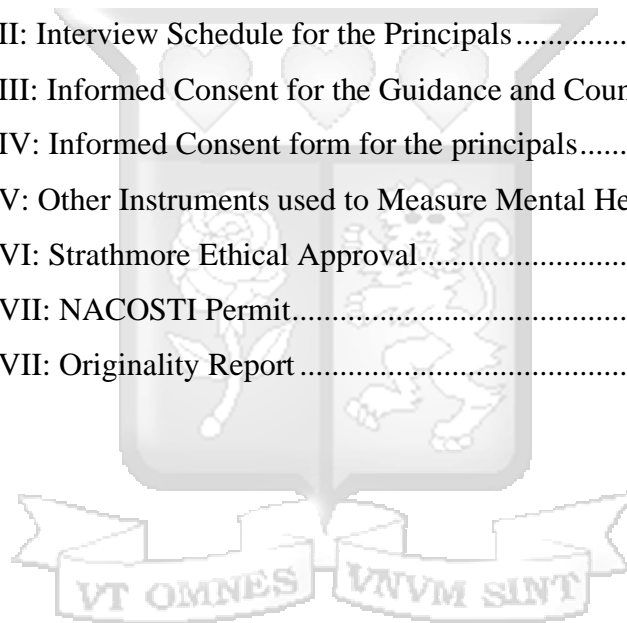 II: Interview Schedule for the Principals..............
III: Informed Consent for the Guidance and
IV: Informed Consent form for the principals......
V: Other Instruments used to Measure Mental
VI: Strathmore Ethical Approval........................
VII: NACOSTI Permit.......................................
VII: Originality Report ......................................
VT OMNES VNVM SINT